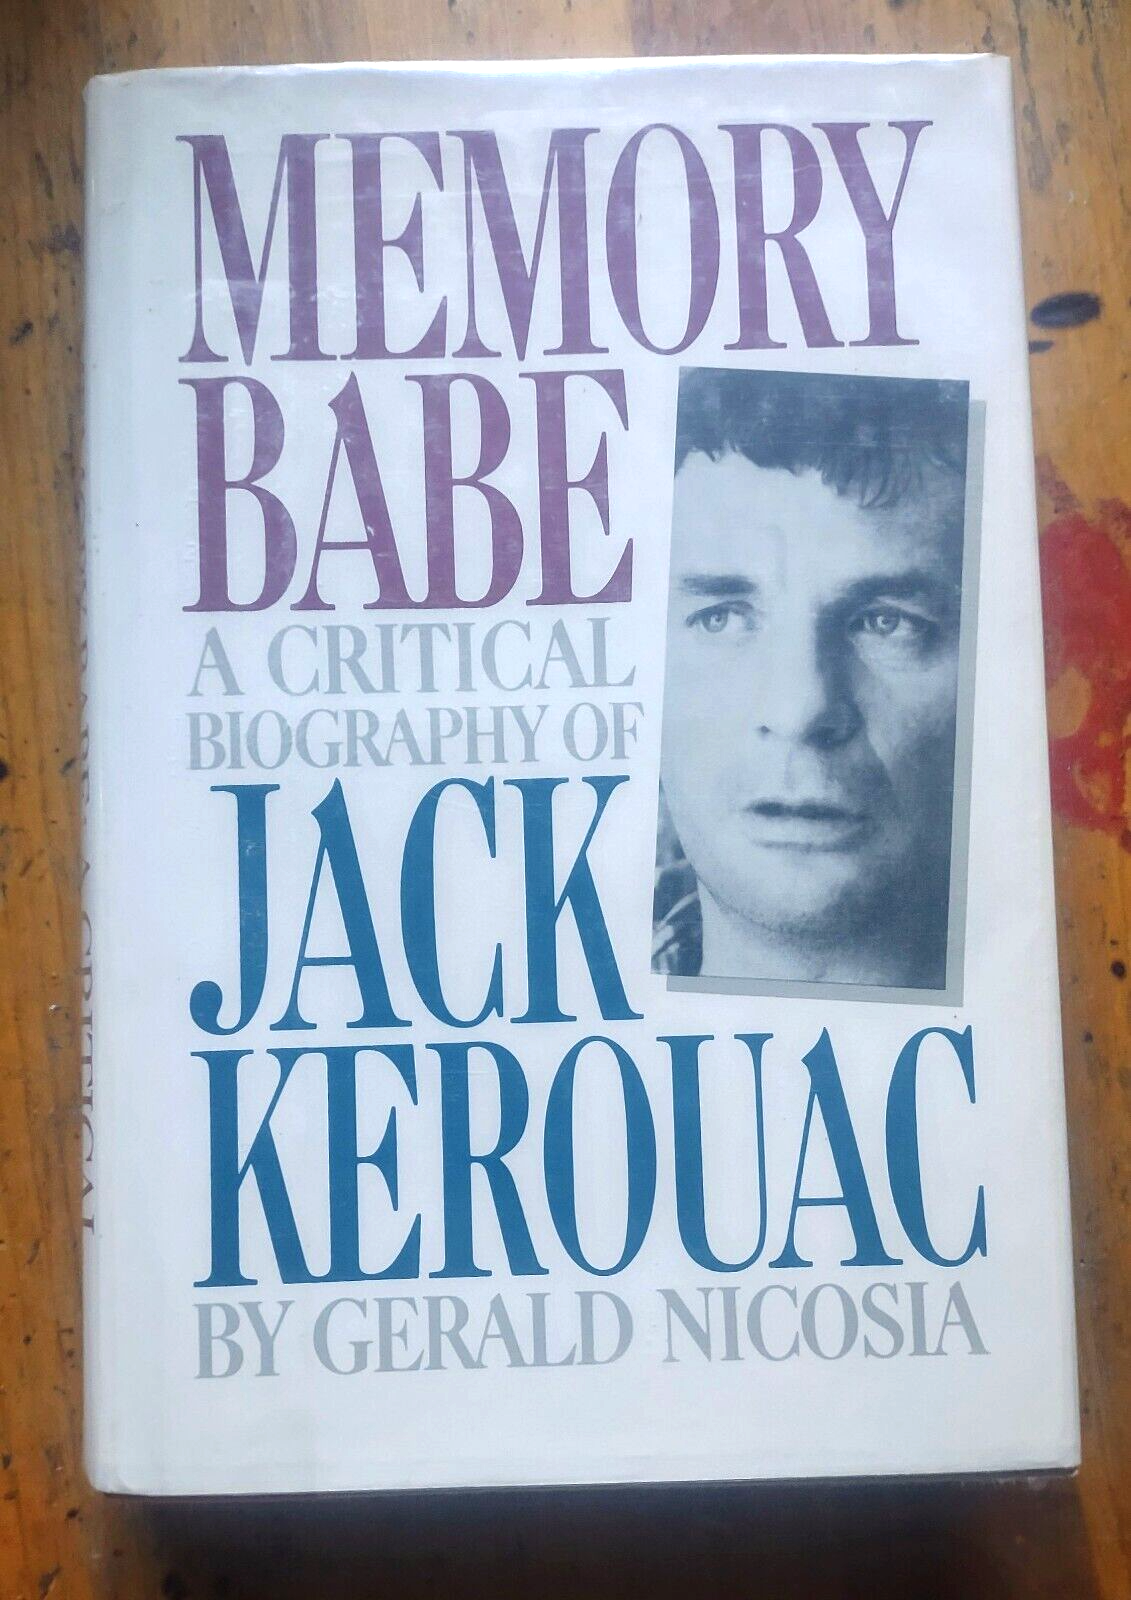 MEMORY
BABE
A CRITICAL
BIOGRAPHY OF
JACK
KEROUAC
BY GERALD NICOSIA